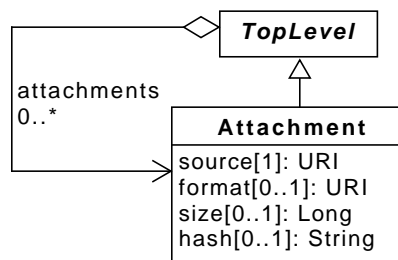 TopLevel
attachments
0..*
Attachment
source[1]: URI
format[0..1]: URI
size[0..1]: Long
hash[0..1]: String